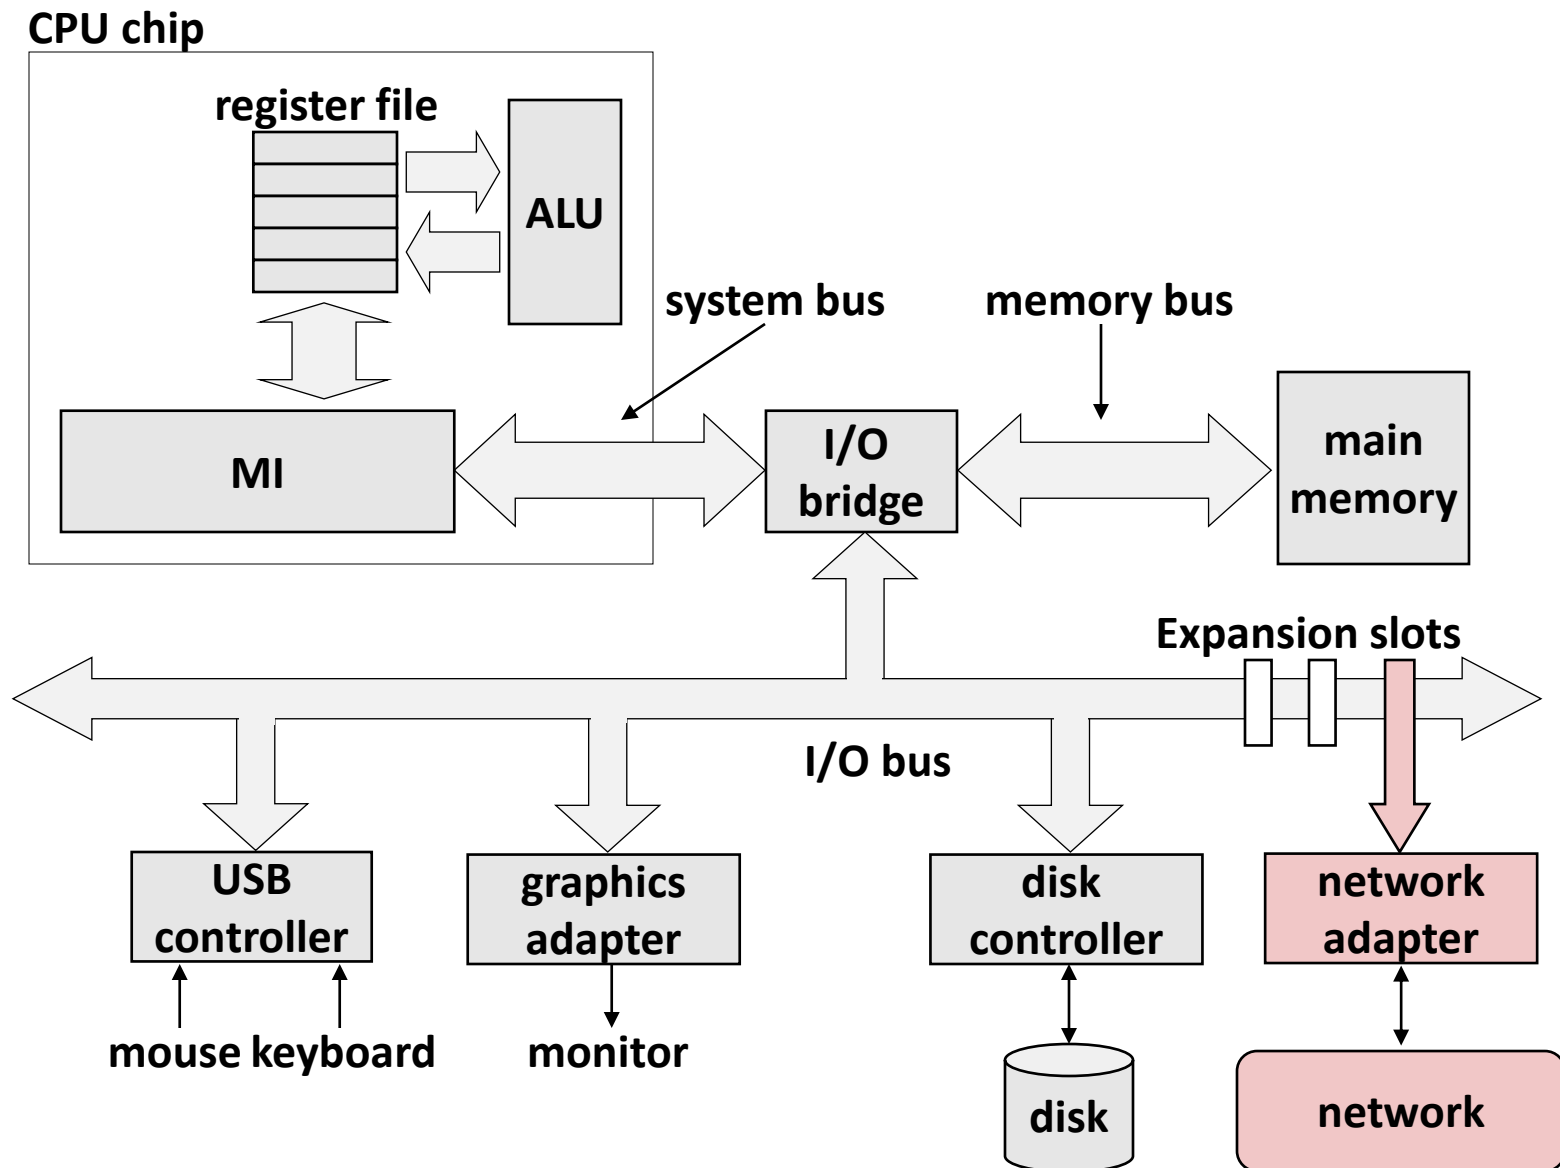 CPU chip
register file
ALU
system bus
memory bus
MI
I/O
bridge
main
memory
Expansion slots
I/O bus
USB
controller
graphics
adapter
disk
controller
network
adapter
mouse keyboard
monitor
disk
network